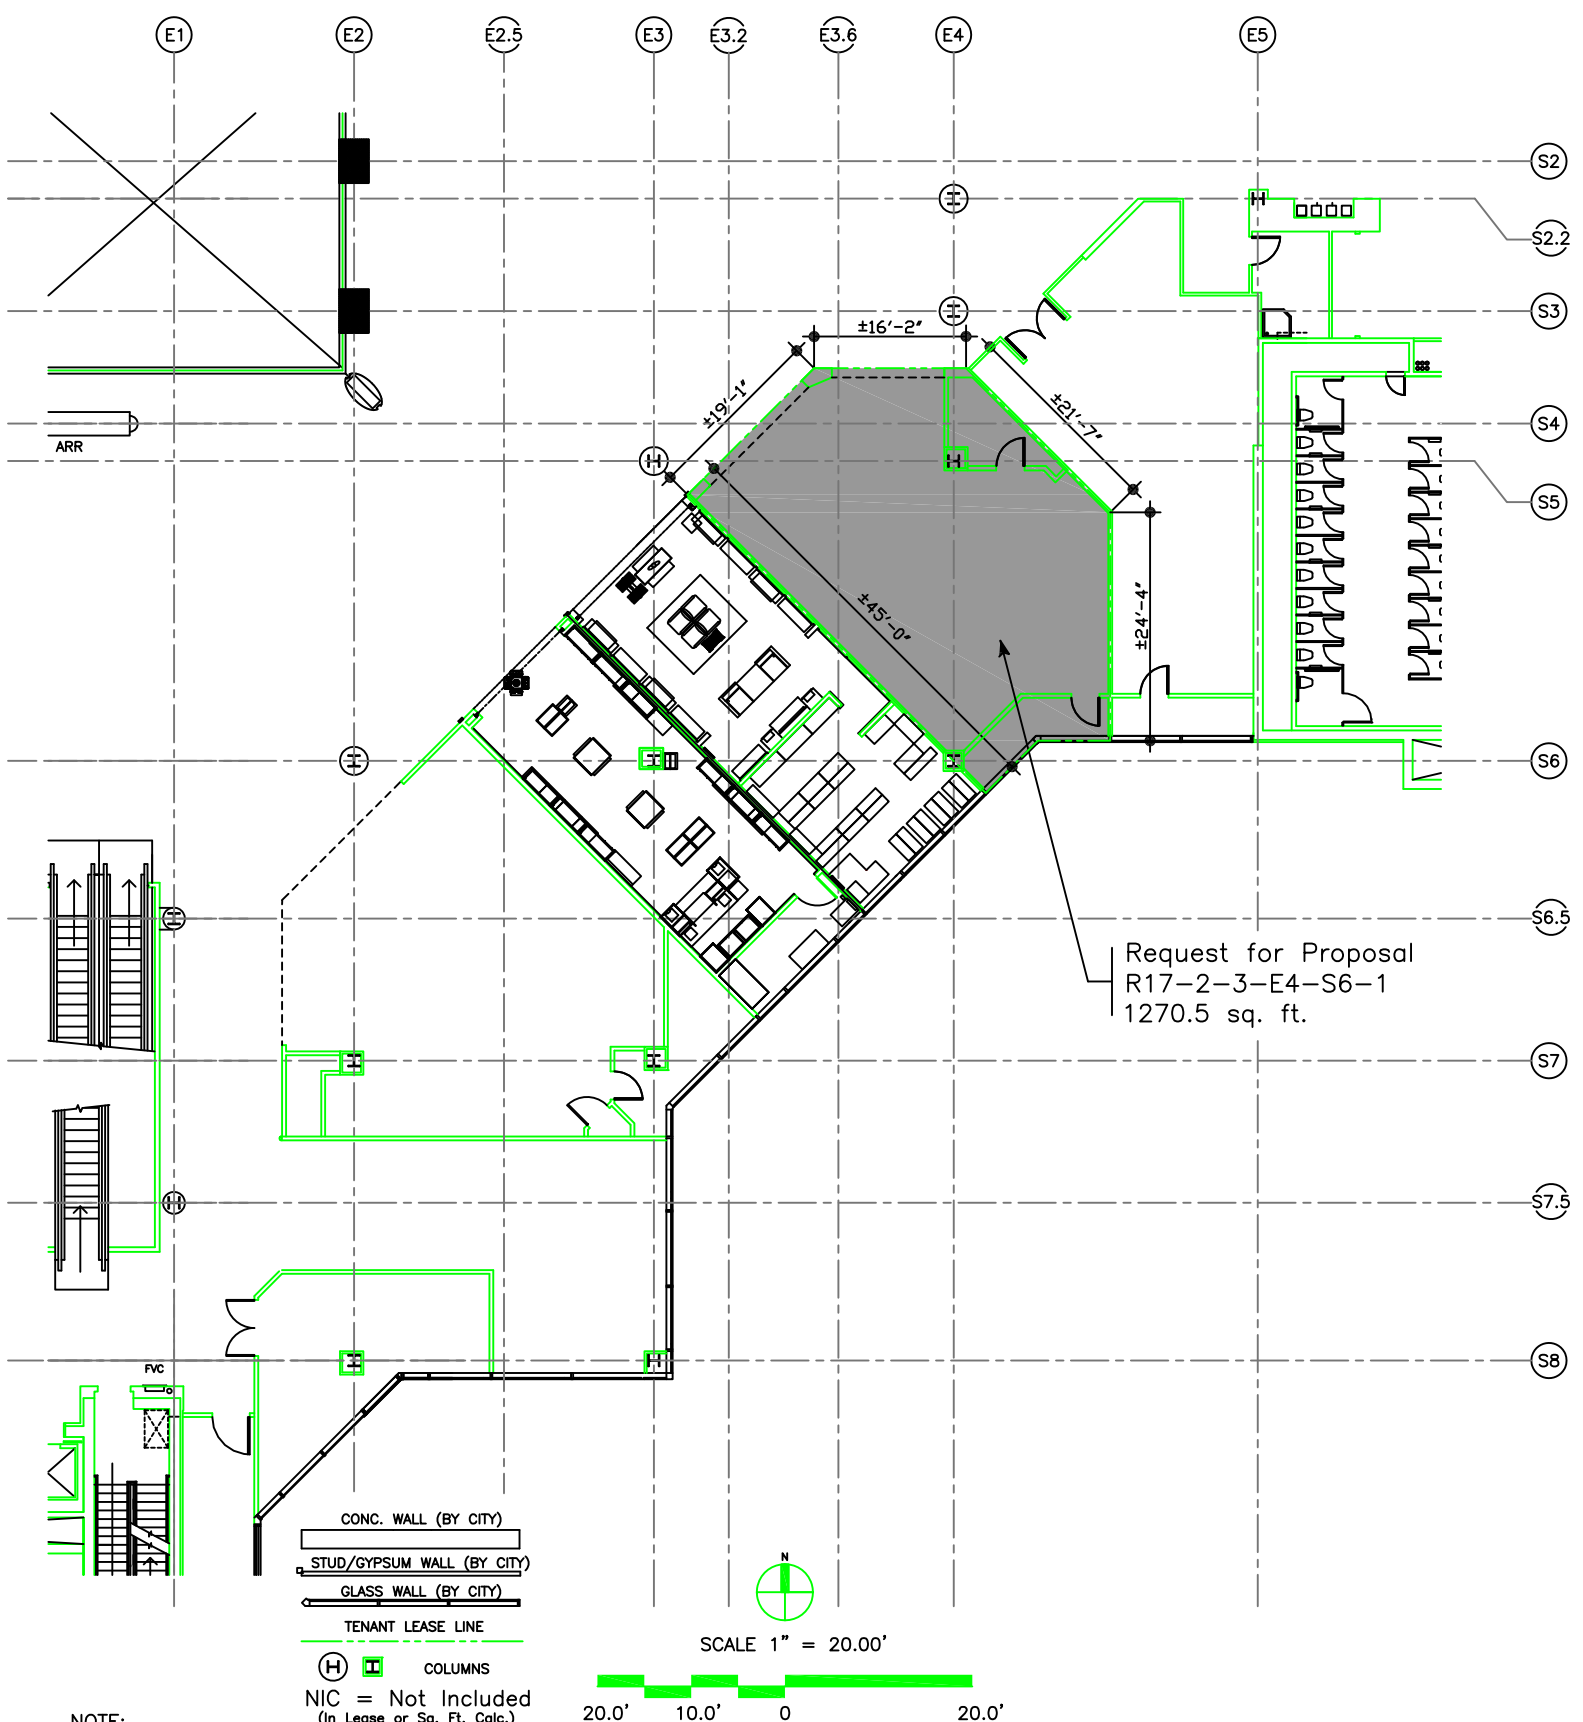 E1
E2
E2.5
E3
E3.2
E3.6
E4
E5
S2
S2.2
S3
±16'-2"
±19'-1"
±21'-7"
S4
ARR
S5
±45'-0"
±24'-4"
S6
S6.5
Request for Proposal
R17-2-3-E4-S6-1
1270.5 sq. ft.
S7
S7.5
S8
FVC
CONC. WALL (BY CITY)
STUD/GYPSUM WALL (BY CITY)
GLASS WALL (BY CITY)
TENANT LEASE LINE
COLUMNS
NIC = Not Included
(In Lease or Sq. Ft. Calc.)
N
SCALE 1" = 20.00'
20.0' 10.0' 0 20.0'
NOTE: